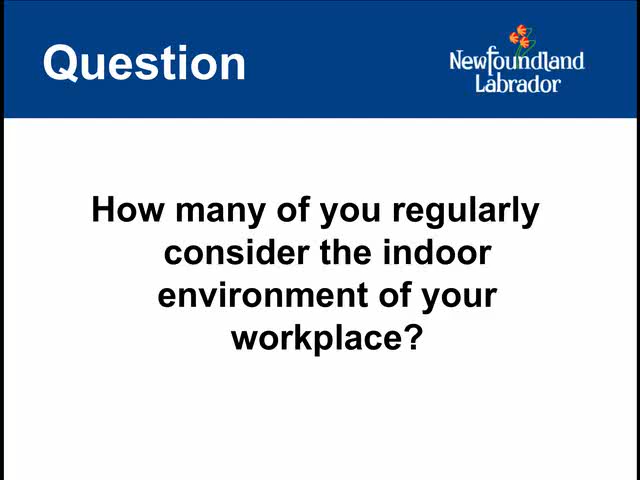 Question
Newfoundland
Labrador
How many of you regularly
consider the indoor
environment of your
workplace?